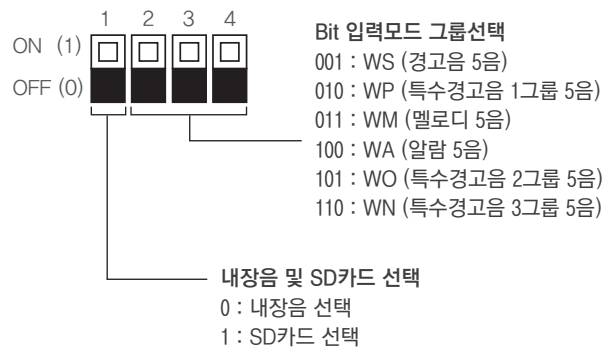 1 2 3 4
ON (1)
OFF (0)
Bit 입력모드 그룹선택
001 : WS (경고음 5음)
010 : WP (특수경고음 1그룹 5음)
011 : WM (멜로디 5음)
100 : WA (알람 5음)
101 : WO (특수경고음 2그룹 5음)
110 : WN (특수경고음 3그룹 5음)
내장음 및 SD카드 선택
0 : 내장음 선택
1 : SD카드 선택